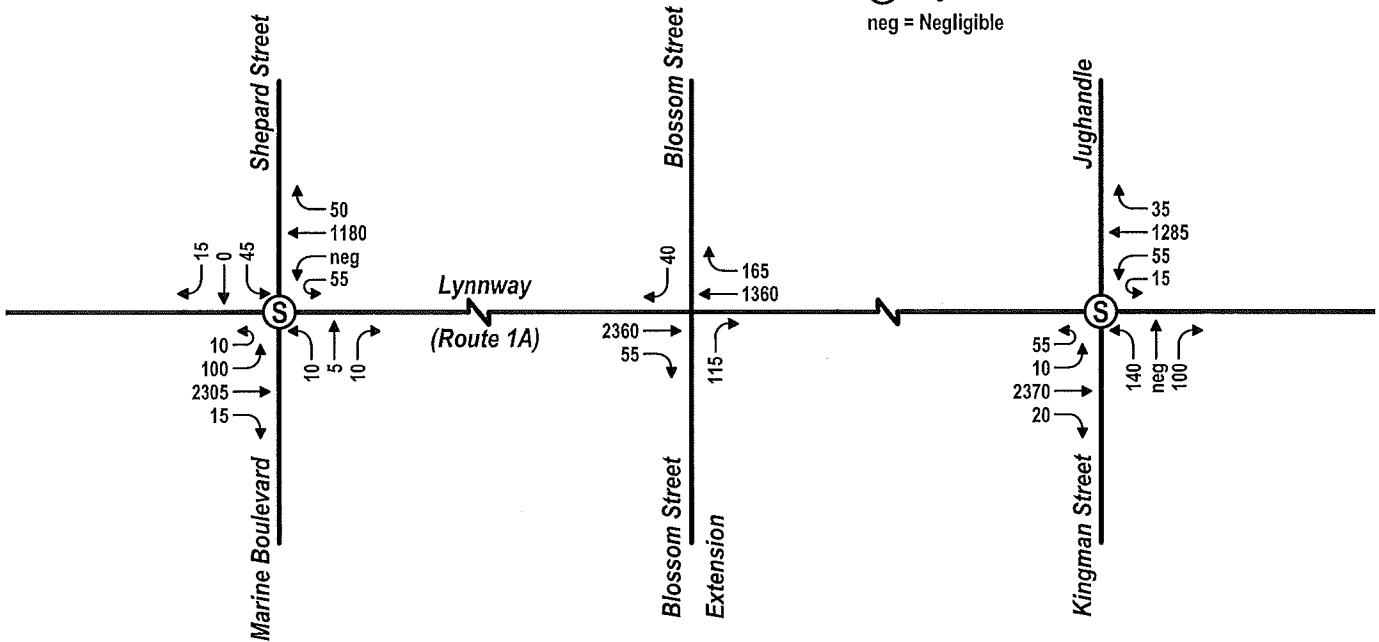 neg = Negligible
Shepard Street
Blossom Street
Jughandle
50
1180
neg
55
15
0
45
Lynnway
(Route 1A)
10
100
2305
15
10
5
10
Marine Boulevard
40
165
1360
2360
55
115
Blossom Street
Extension
35
1285
55
15
S
S
55
10
2370
20
140
neg
100
Kingman Street